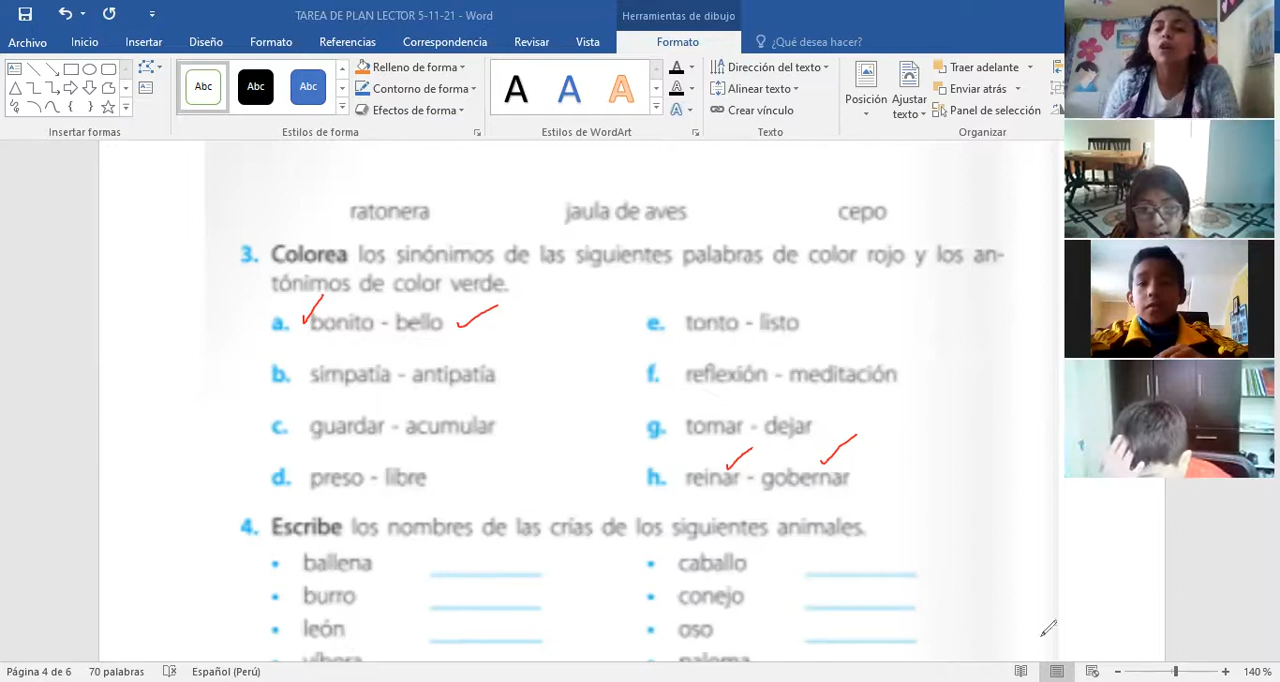 TAREA DE PLAN LECTOR 5-11-21 - Word
Herramientas de dibujo
Archivo Inicio Insertar Diseño Formato Referencias Correspondencia Revisar Vista Formato ¿Qué desea hacer?
Abc Abc Abc
Relleno de forma
Contorno de forma
Efectos de forma
A A A
A
A
A
Dirección del texto
Alinear texto
Crear vínculo
Posición
Ajustar texto
Traer adelante
Enviar atrás
Panel de selección
Insertar formas Estilos de forma Estilos de WordArt Texto Organizar
ratonera jaula de aves cepo
3. Colorea los sinónimos de las siguientes palabras de color rojo y los an-
tónimos de color verde.
a. bonito - bello e. tonto - listo
b. simpatía - antipatía f. reflexión - meditación
c. guardar - acumular g. tomar - dejar
d. preso - libre h. reinar - gobernar
4. Escribe los nombres de las crías de los siguientes animales.
• ballena • caballo
• burro • conejo
• león • oso
víbora paloma
Página 4 de 6 70 palabras Español (Perú) 140 %